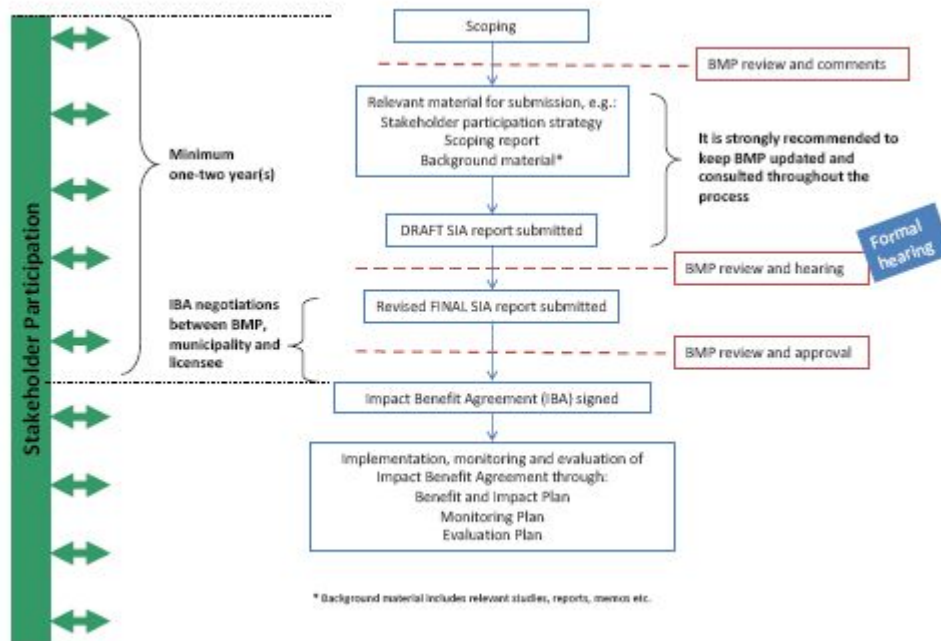 Scoping
BMP review and comments
Relevant material for submission, e.g.:
Stakeholder participation strategy
Scoping report
Background material*
It is strongly recommended to
keep BMP updated and
consulted throughout the
process
Minimum
one-two year(s)
Stakeholder Participation
DRAFT SIA report submitted
Formal
hearing
BMP review and hearing
Revised FINAL SIA report submitted
IBA negotiations
between BMP,
municipality and
licensee
BMP review and approval
Impact Benefit Agreement (IBA) signed
Implementation, monitoring and evaluation of
Impact Benefit Agreement through:
Benefit and Impact Plan
Monitoring Plan
Evaluation Plan
* Background material includes relevant studies, reports, memos etc.